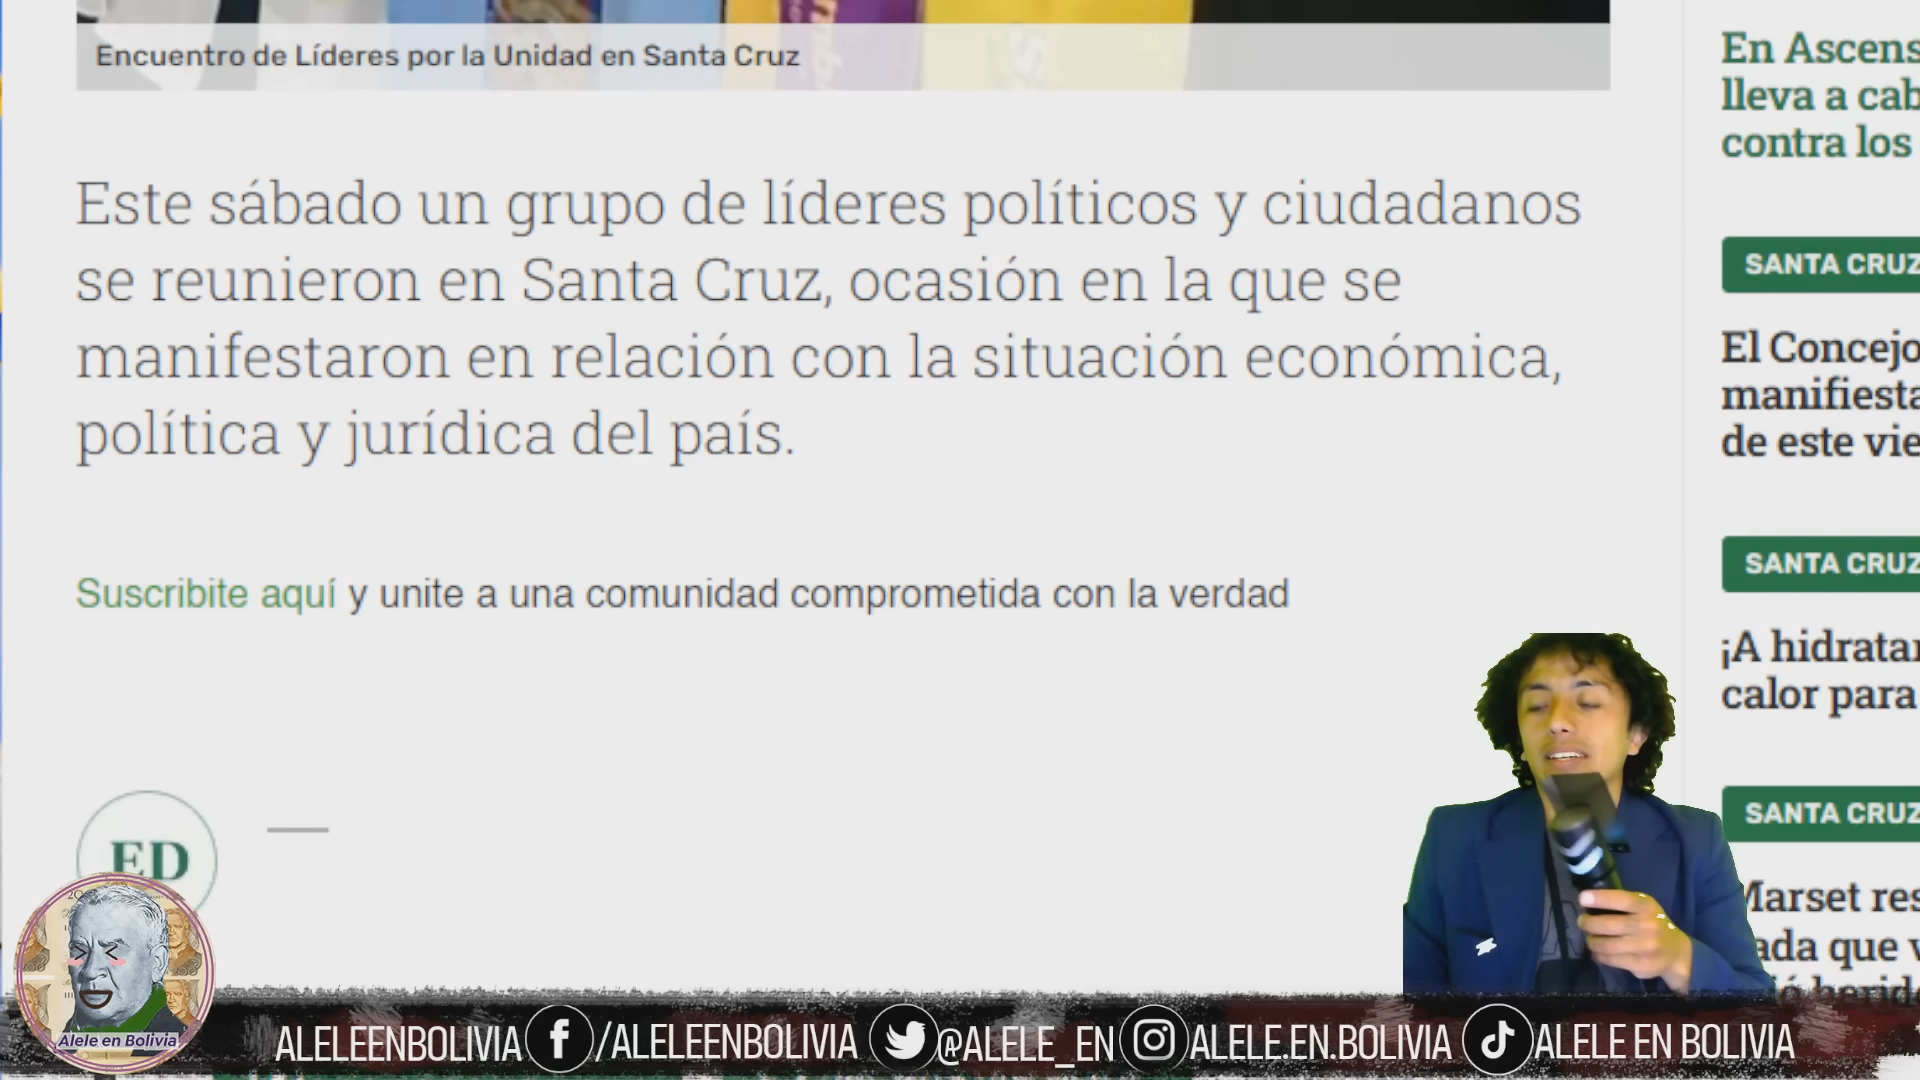 Encuentro de Líderes por la Unidad en Santa Cruz
Este sábado un grupo de líderes políticos y ciudadanos
se reunieron en Santa Cruz, ocasión en la que se
manifestaron en relación con la situación económica,
política y jurídica del país.
Suscribite aquí y unite a una comunidad comprometida con la verdad
ED
En Ascens
lleva a cab
contra los
SANTA CRUZ
El Concejo
manifiesta
de este vie
SANTA CRUZ
¡A hidratar
calor para
SANTA CRUZ
Marset res
ada que v
ió herid
Alele en Bolivia
ALELEENBOLIVIA /ALELEENBOLIVIA @ALELE_EN ALELE.EN.BOLIVIA ALELE EN BOLIVIA